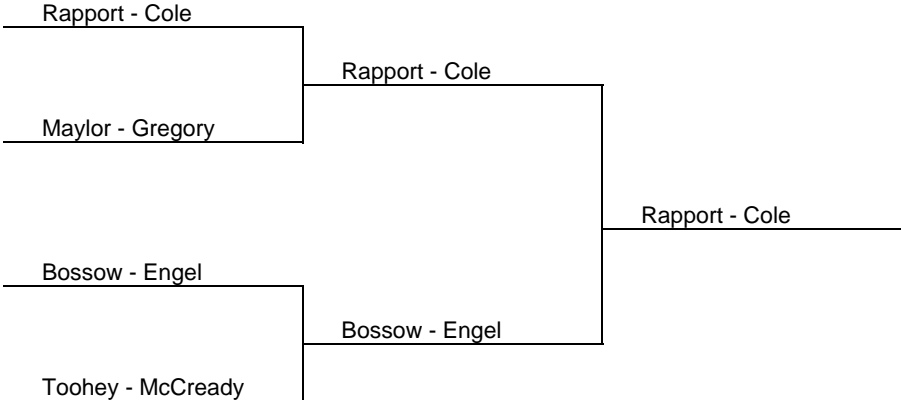 Rapport - Cole
Rapport - Cole
Maylor - Gregory
Rapport - Cole
Bossow - Engel
Bossow - Engel
Toohey - McCready